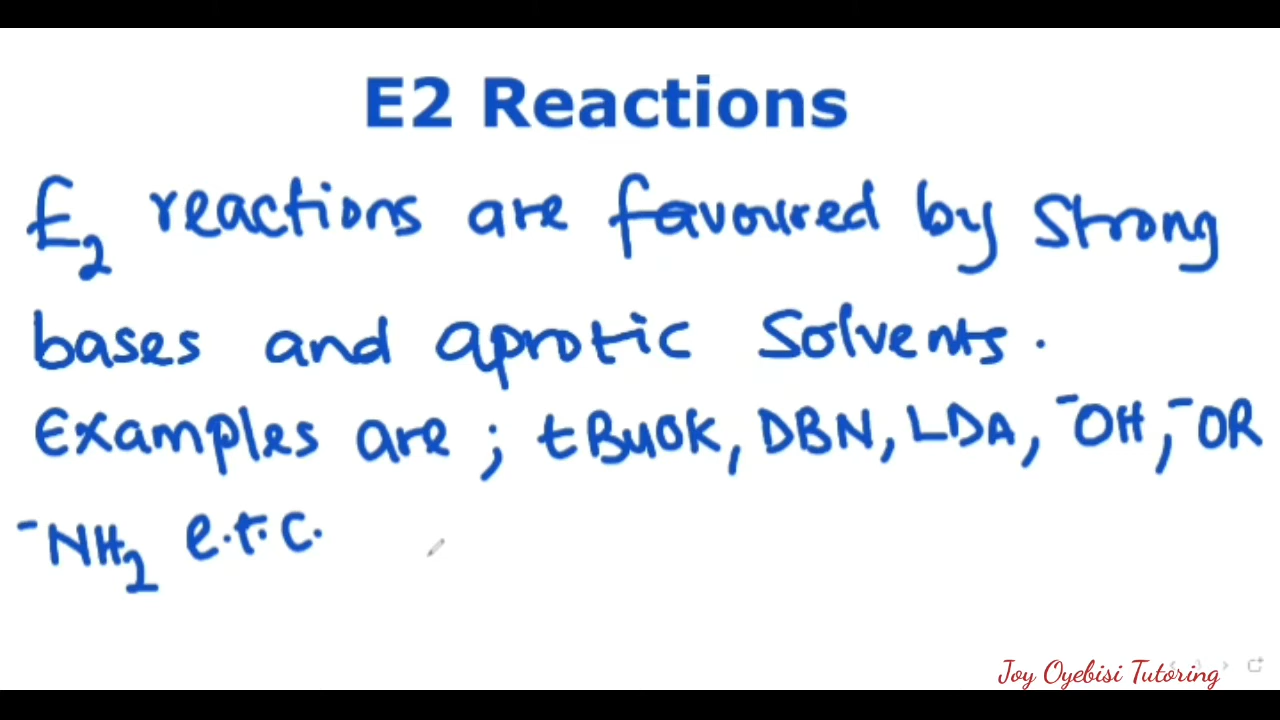 E2 Reactions
E₂ reactions are favoured by strong
bases and aprotic solvents.
Examples are; tBuOK, DBN, LDA, ⁻OH, ⁻OR
⁻NH₂ e.t.c.
Joy Oyebisi Tutoring